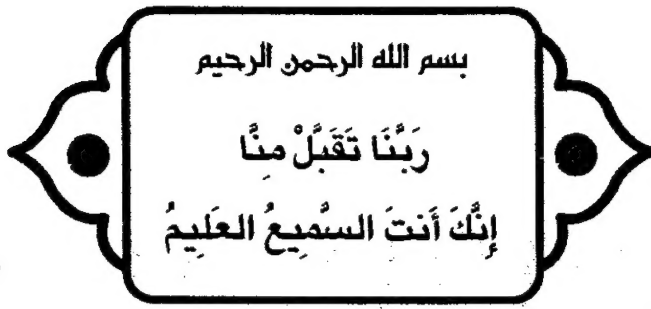 بسم الله الرحمن الرحيم
رَبَّنَا تَقَبَّلْ مِنَّا
إِنَّكَ أَنتَ السَّمِيعُ العَلِيمُ